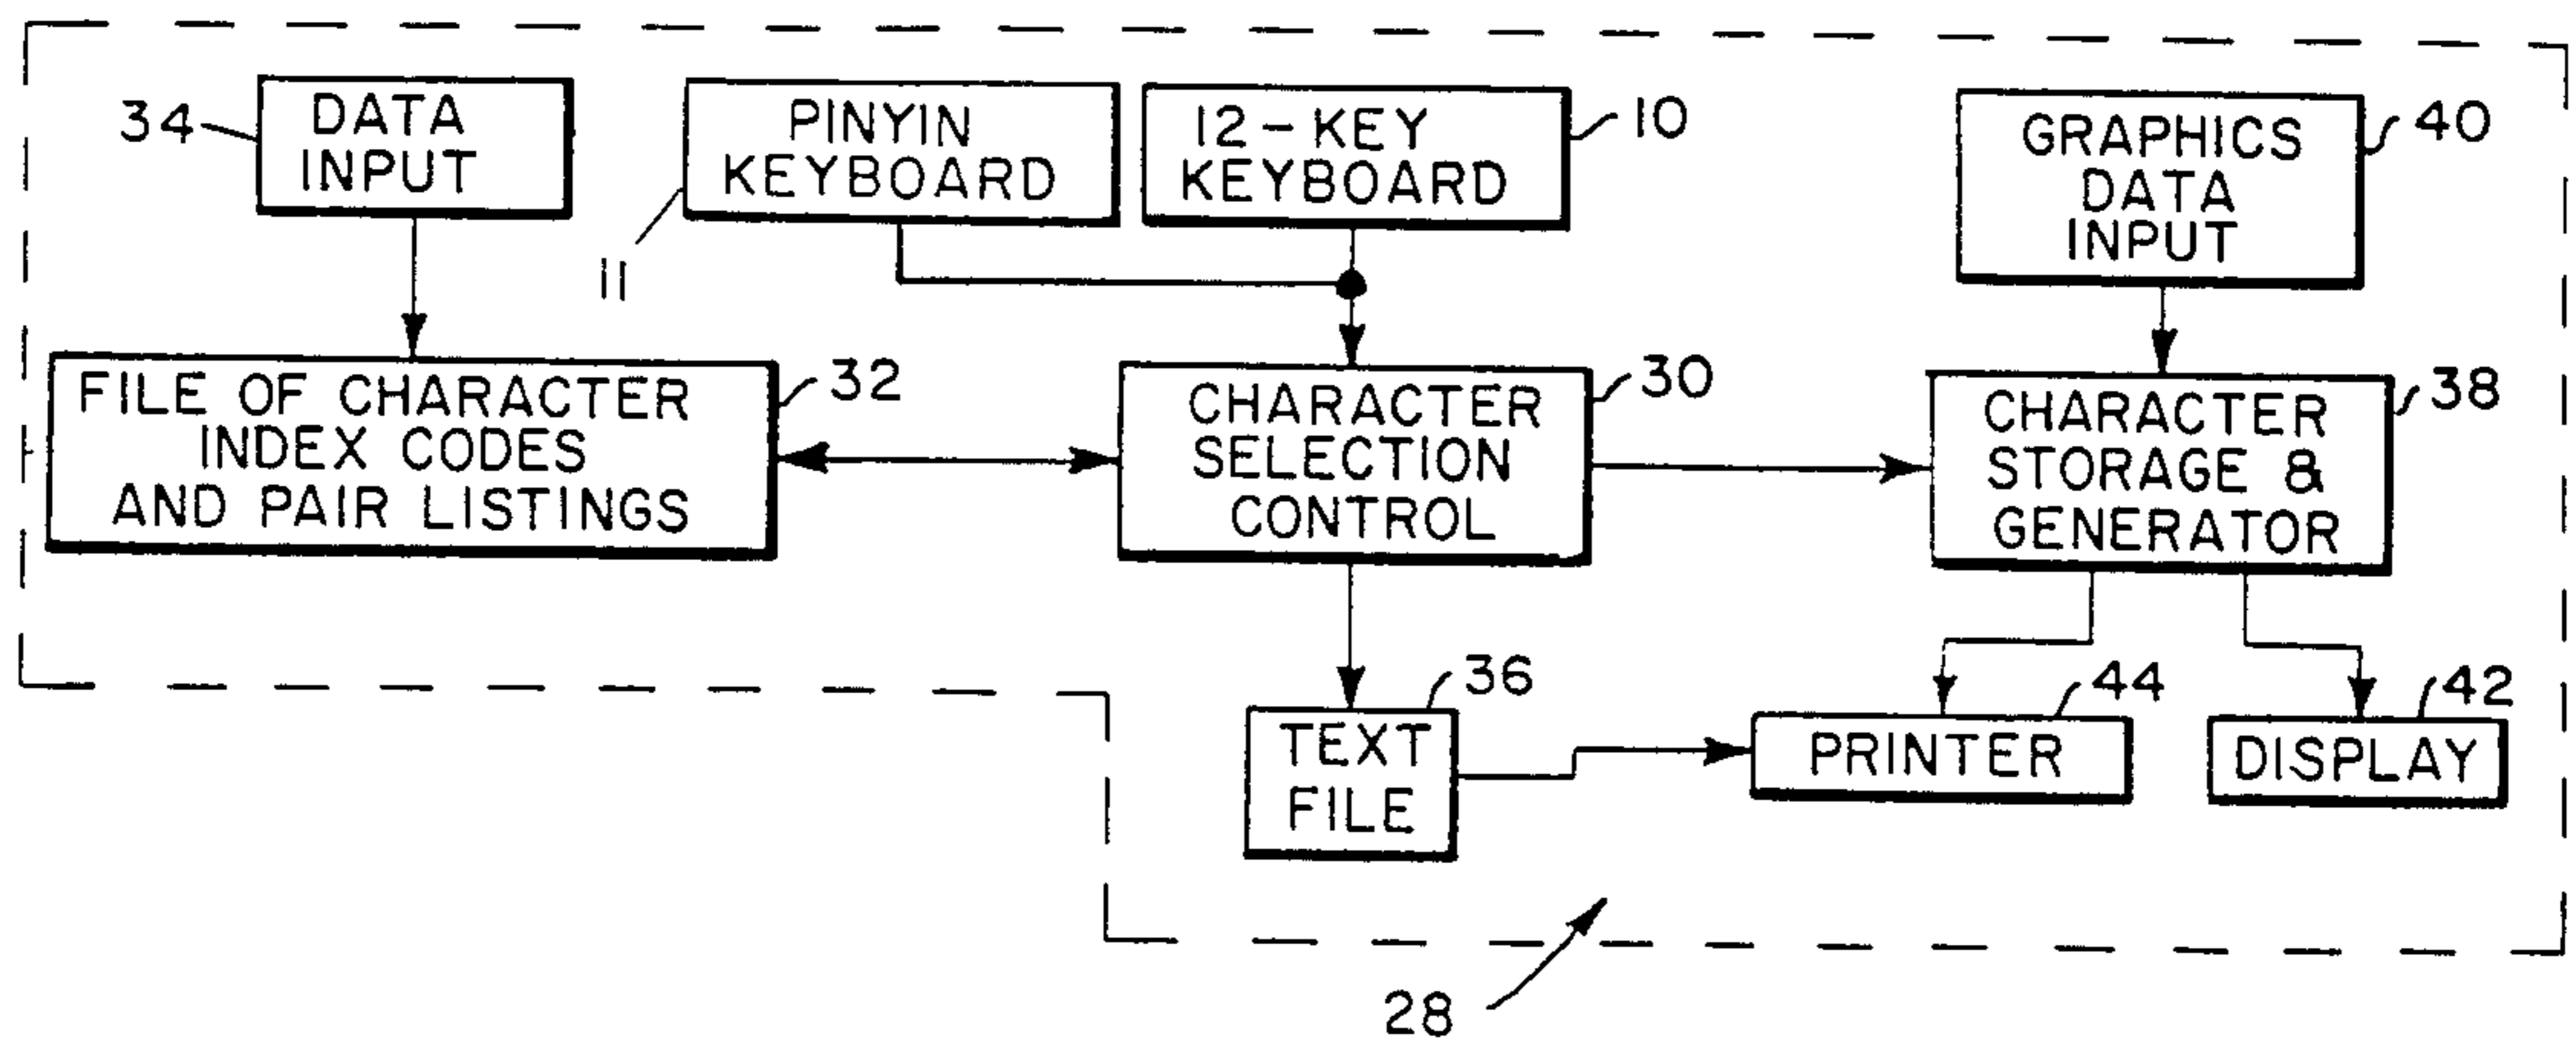 34
DATA
INPUT
PINYIN
KEYBOARD
11
12-KEY
KEYBOARD
10
GRAPHICS
DATA
INPUT
40
FILE OF CHARACTER
INDEX CODES
AND PAIR LISTINGS
32
CHARACTER
SELECTION
CONTROL
30
CHARACTER
STORAGE &
GENERATOR
38
TEXT
FILE
36
PRINTER
44
DISPLAY
42
28